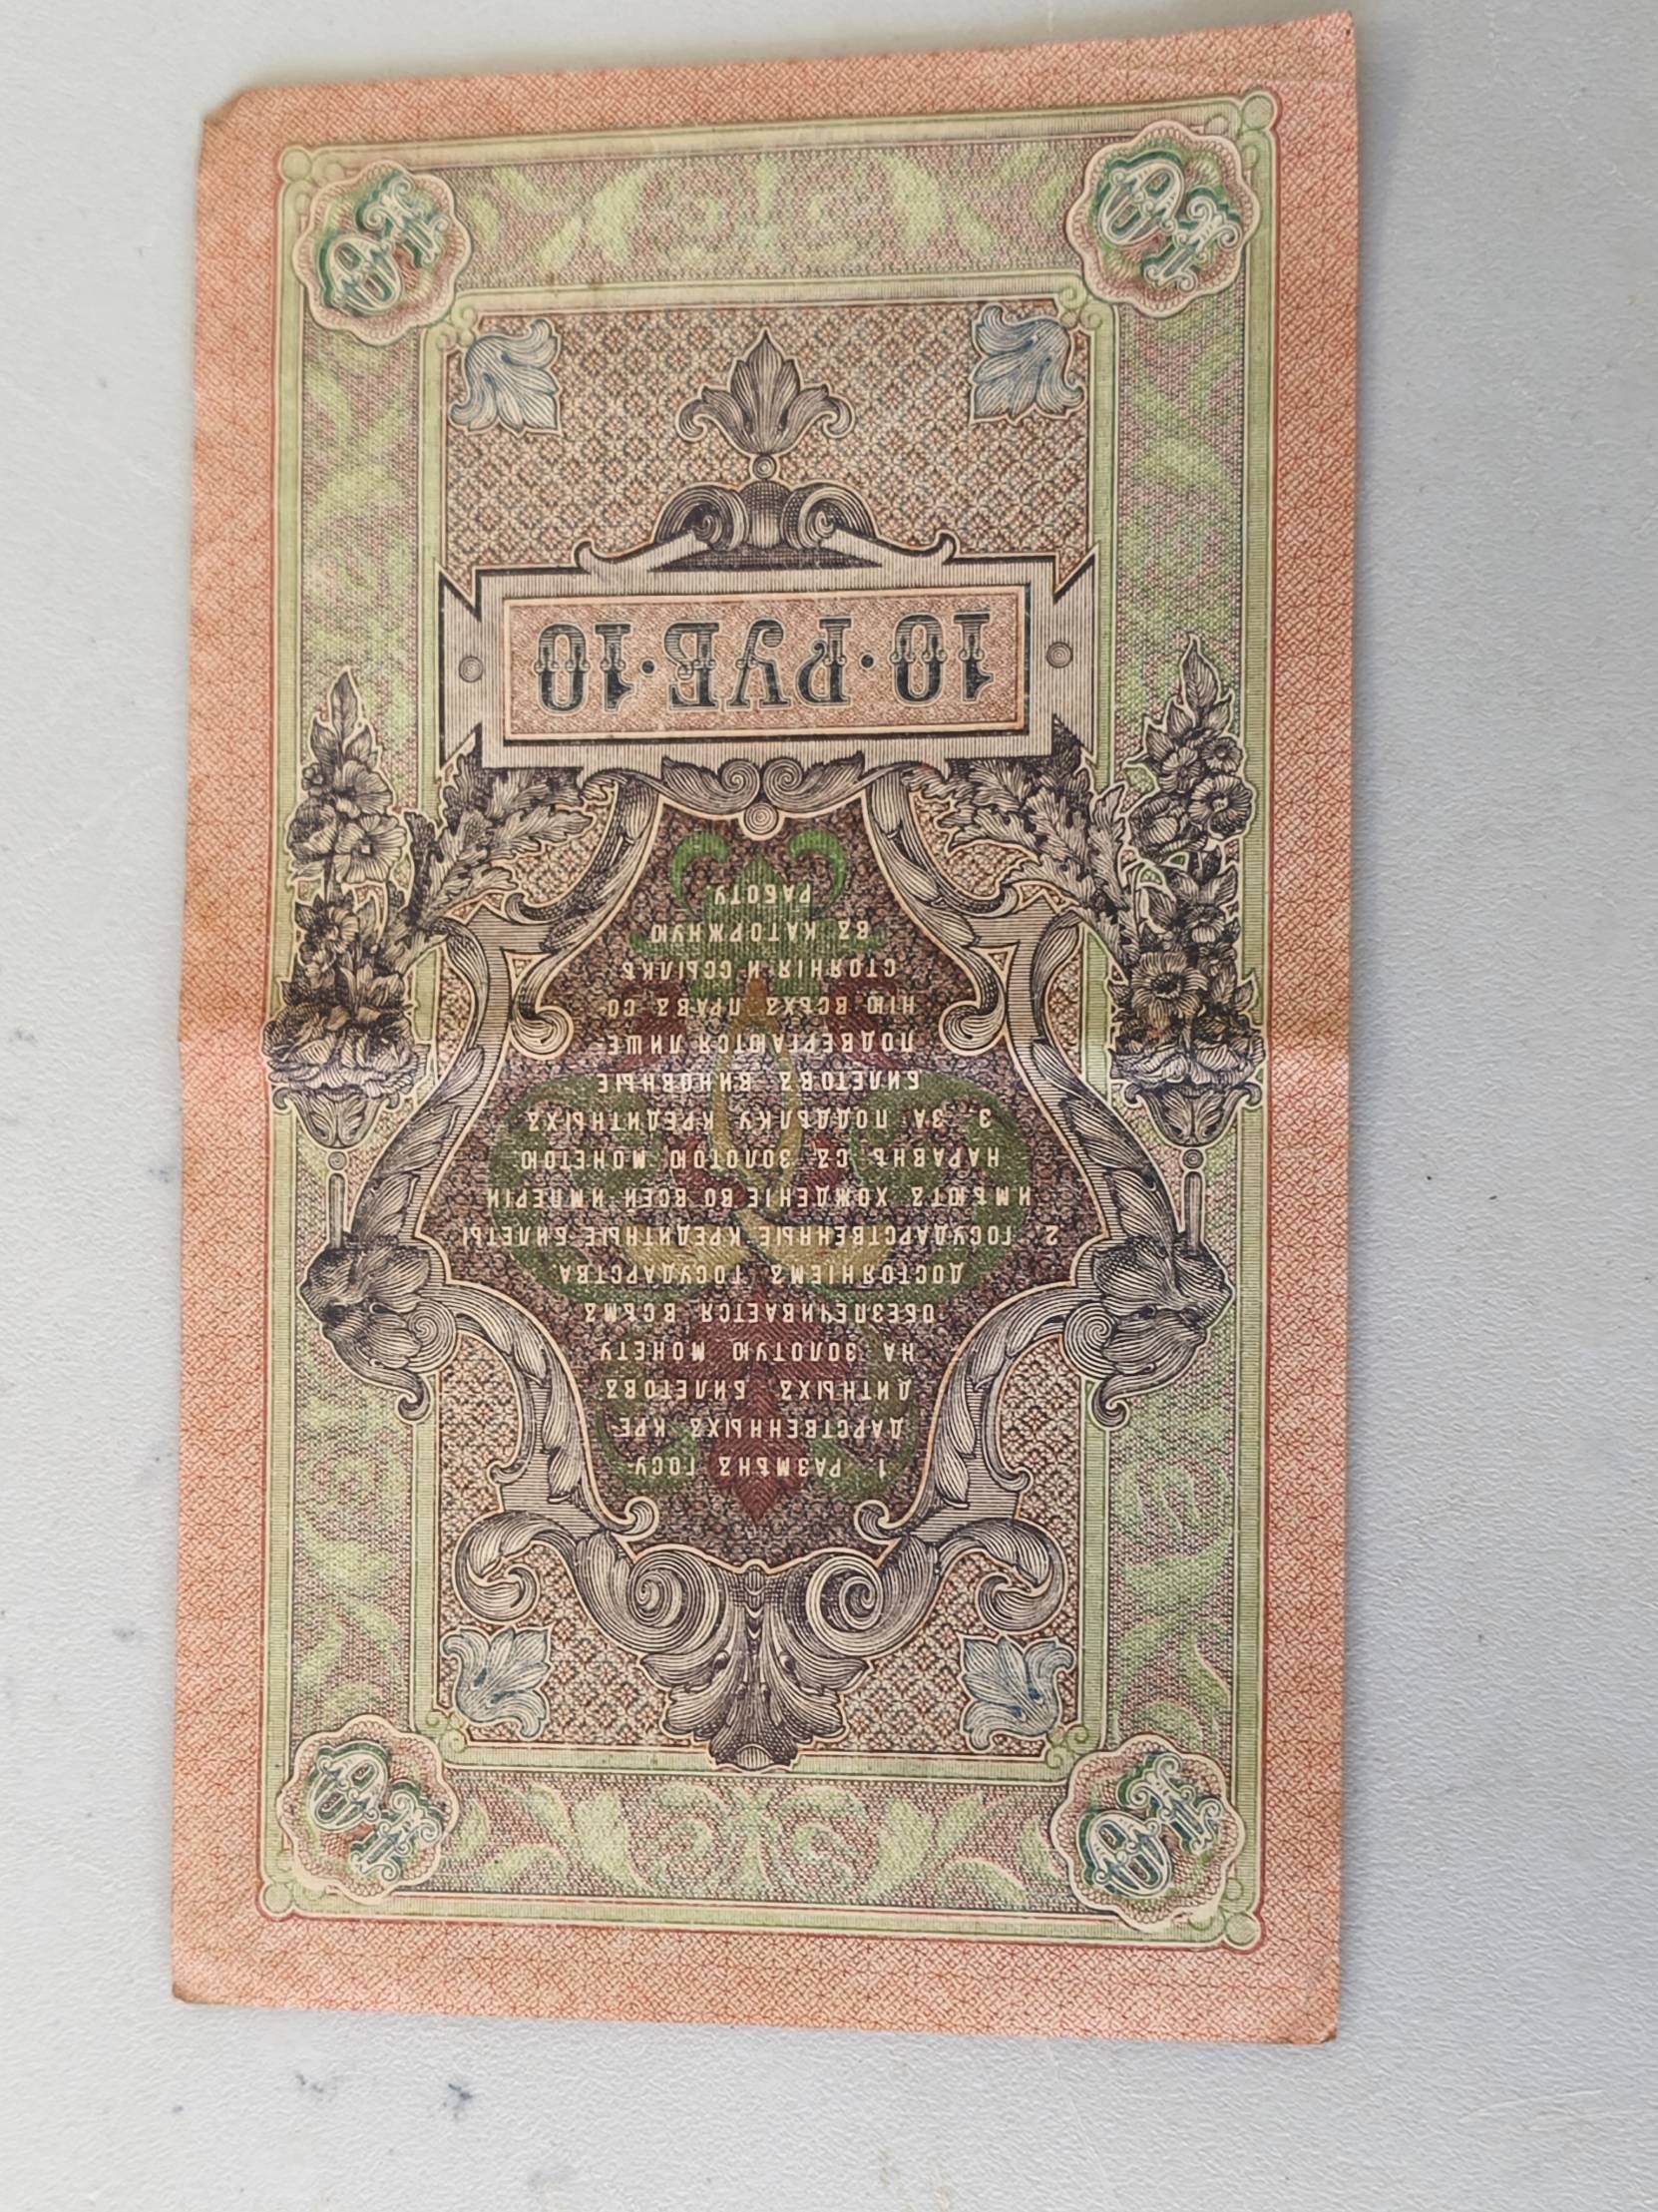 10
10
1. РАЗМѢНЪ ГОСУ-
ДАРСТВЕННЫХЪ КРЕ-
ДИТНЫХЪ БИЛЕТОВЪ
НА ЗОЛОТУЮ МОНЕТУ
ОБЕЗПЕЧИВАЕТСЯ ВСѢМЪ
ДОСТОЯНІЕМЪ ГОСУДАРСТВА.
2. ГОСУДАРСТВЕННЫЕ КРЕДИТНЫЕ БИЛЕТЫ
ИМѢЮТЪ ХОЖДЕНІЕ ВО ВСЕЙ ИМПЕРІИ
НАРАВНѢ СЪ ЗОЛОТОЮ МОНЕТОЮ.
3. ЗА ПОДДѢЛКУ КРЕДИТНЫХЪ
БИЛЕТОВЪ ВИНОВНЫЕ
ПОДВЕРГАЮТСЯ ЛИШЕ-
НІЮ ВСѢХЪ ПРАВЪ СО-
СТОЯНІЯ И ССЫЛКѢ
ВЪ КАТОРЖНУЮ
РАБОТУ.
10·РУБ·10
10
10